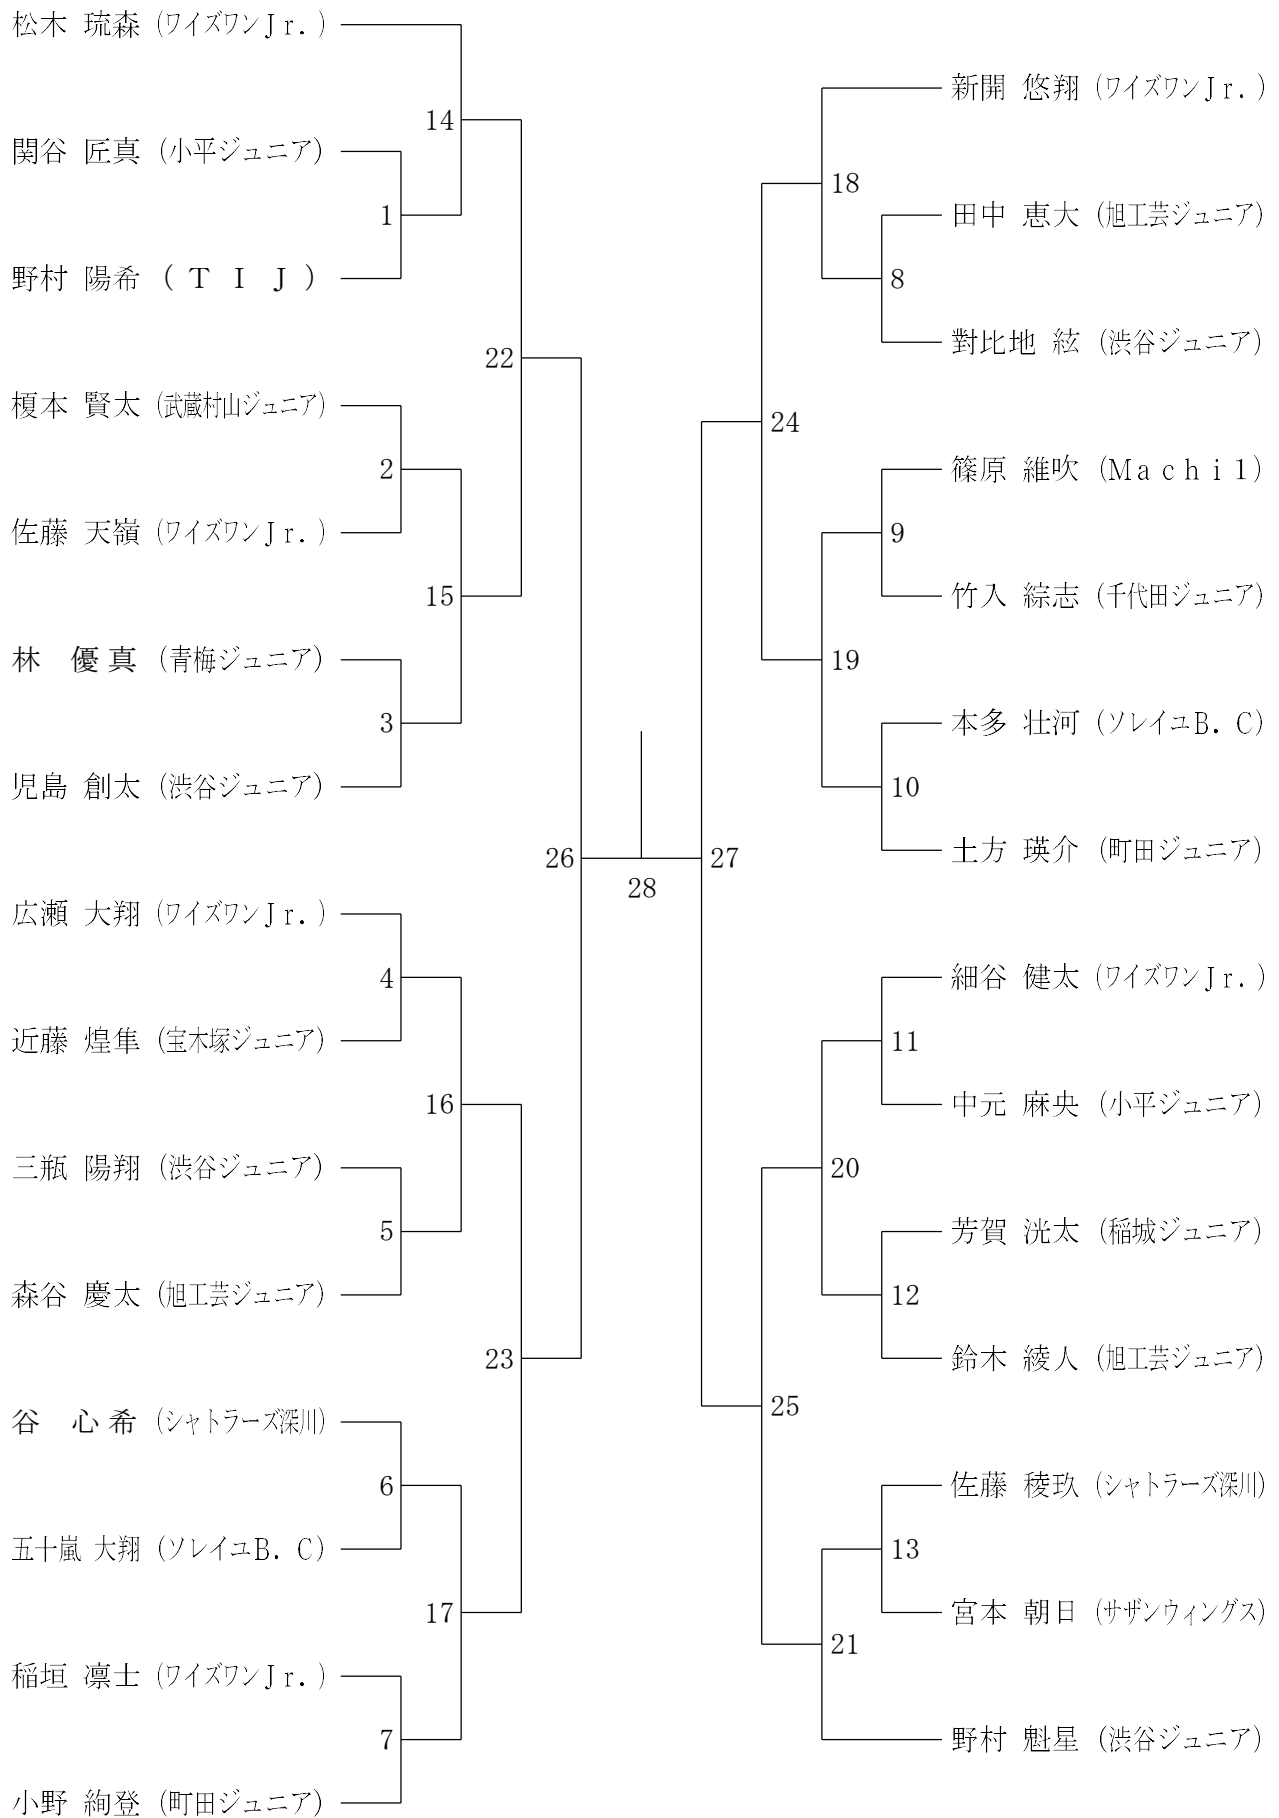 松木 琉森 (ワイズワンＪｒ．)
14
関谷 匠真 (小平ジュニア)
1
野村 陽希 (ＴＩＪ)
22
榎本 賢太 (武蔵村山ジュニア)
2
佐藤 天嶺 (ワイズワンＪｒ．)
15
林 優真 (青梅ジュニア)
3
児島 創太 (渋谷ジュニア)
26
広瀬 大翔 (ワイズワンＪｒ．)
4
近藤 煌隼 (宝木塚ジュニア)
16
三瓶 陽翔 (渋谷ジュニア)
5
森谷 慶太 (旭工芸ジュニア)
23
谷 心希 (シャトラーズ深川)
6
五十嵐 大翔 (ソレイユＢ．Ｃ)
17
稲垣 凛士 (ワイズワンＪｒ．)
7
小野 絢登 (町田ジュニア)
28
新開 悠翔 (ワイズワンＪｒ．)
18
田中 恵大 (旭工芸ジュニア)
8
對比地 絃 (渋谷ジュニア)
24
篠原 維吹 (Ｍａｃｈｉ１)
9
竹入 綜志 (千代田ジュニア)
19
本多 壮河 (ソレイユＢ．Ｃ)
10
土方 瑛介 (町田ジュニア)
27
細谷 健太 (ワイズワンＪｒ．)
11
中元 麻央 (小平ジュニア)
20
芳賀 洸太 (稲城ジュニア)
12
鈴木 綾人 (旭工芸ジュニア)
25
佐藤 稜玖 (シャトラーズ深川)
13
宮本 朝日 (サザンウィングス)
21
野村 魁星 (渋谷ジュニア)